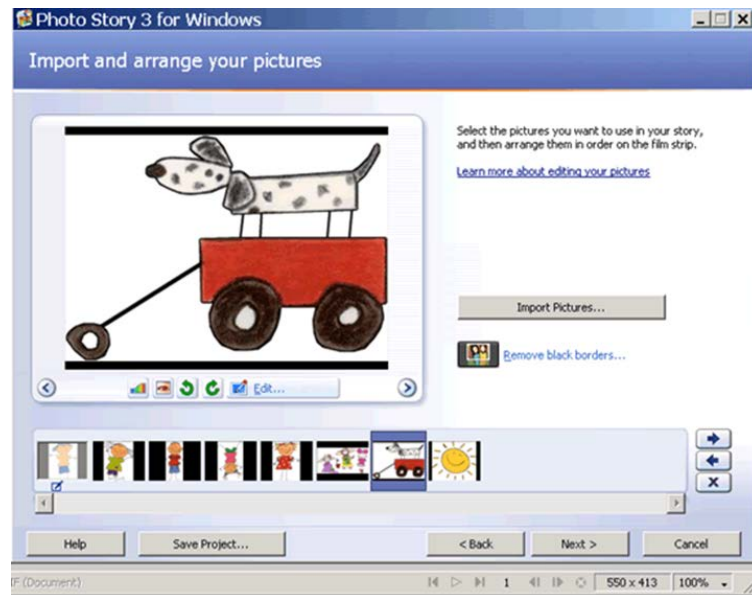 Photo Story 3 for Windows
Import and arrange your pictures
Select the pictures you want to use in your story,
and then arrange them in order on the film strip.
Learn more about editing your pictures
Import Pictures...
Remove black borders...
Edit...
Help
Save Project...
< Back
Next >
Cancel
F (Document)
1
550 x 413
100%